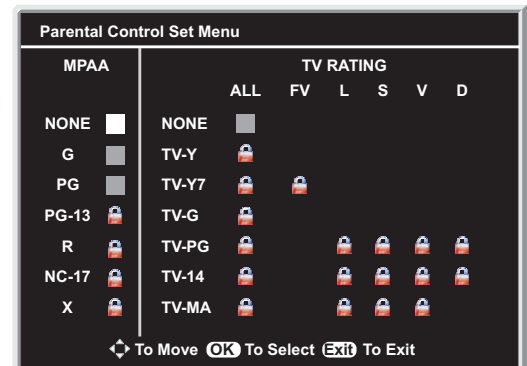 Parental Control Set Menu
MPAA TV RATING
ALL FV L S V D
NONE NONE
G TV-Y
PG TV-Y7
PG-13 TV-G
R TV-PG
NC-17 TV-14
X TV-MA
To Move OK To Select Exit To Exit